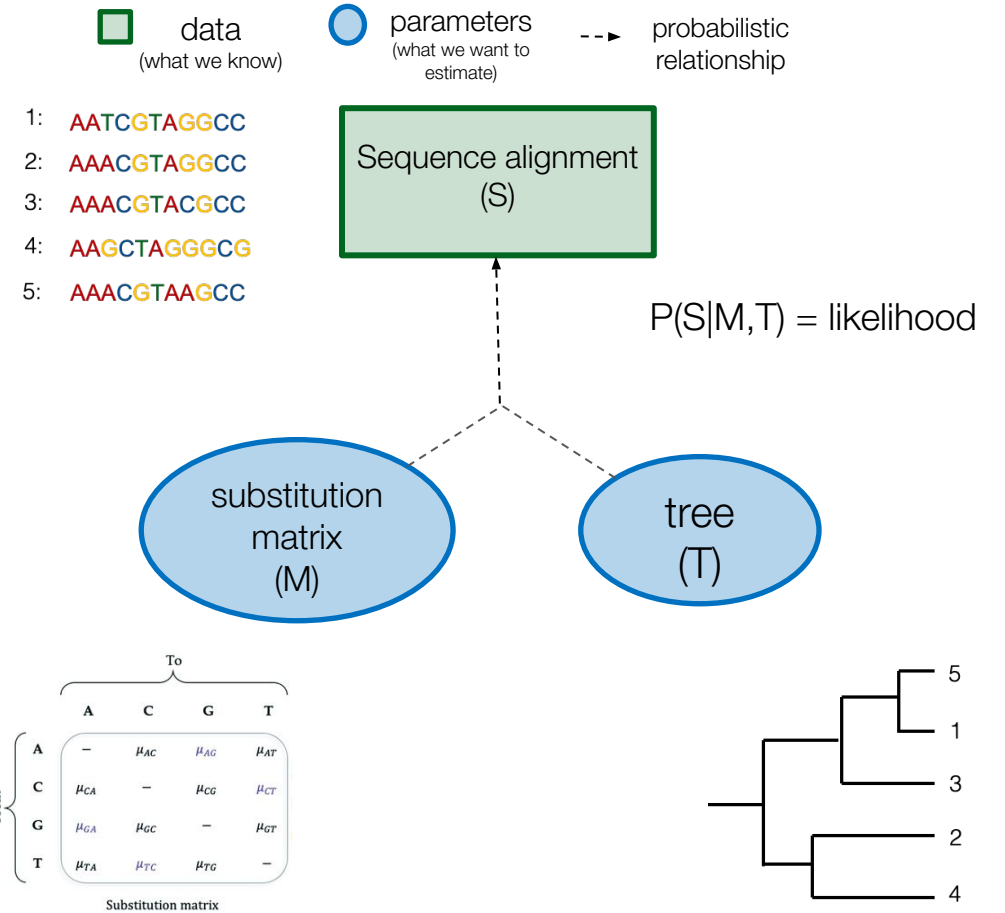 data
(what we know)
parameters
(what we want to
estimate)
probabilistic
relationship
1: AATCGTAGGCC
2: AAACGTAGGCC
3: AAACGTACGCC
4: AAGCTAGGGCG
5: AAACGTAAGCC
Sequence alignment
(S)
P(S|M,T) = likelihood
substitution
matrix
(M)
tree
(T)
To
A C G T
A – μAC μAG μAT
C μCA – μCG μCT
G μGA μGC – μGT
T μTA μTC μTG –
Substitution matrix
5
1
3
2
4